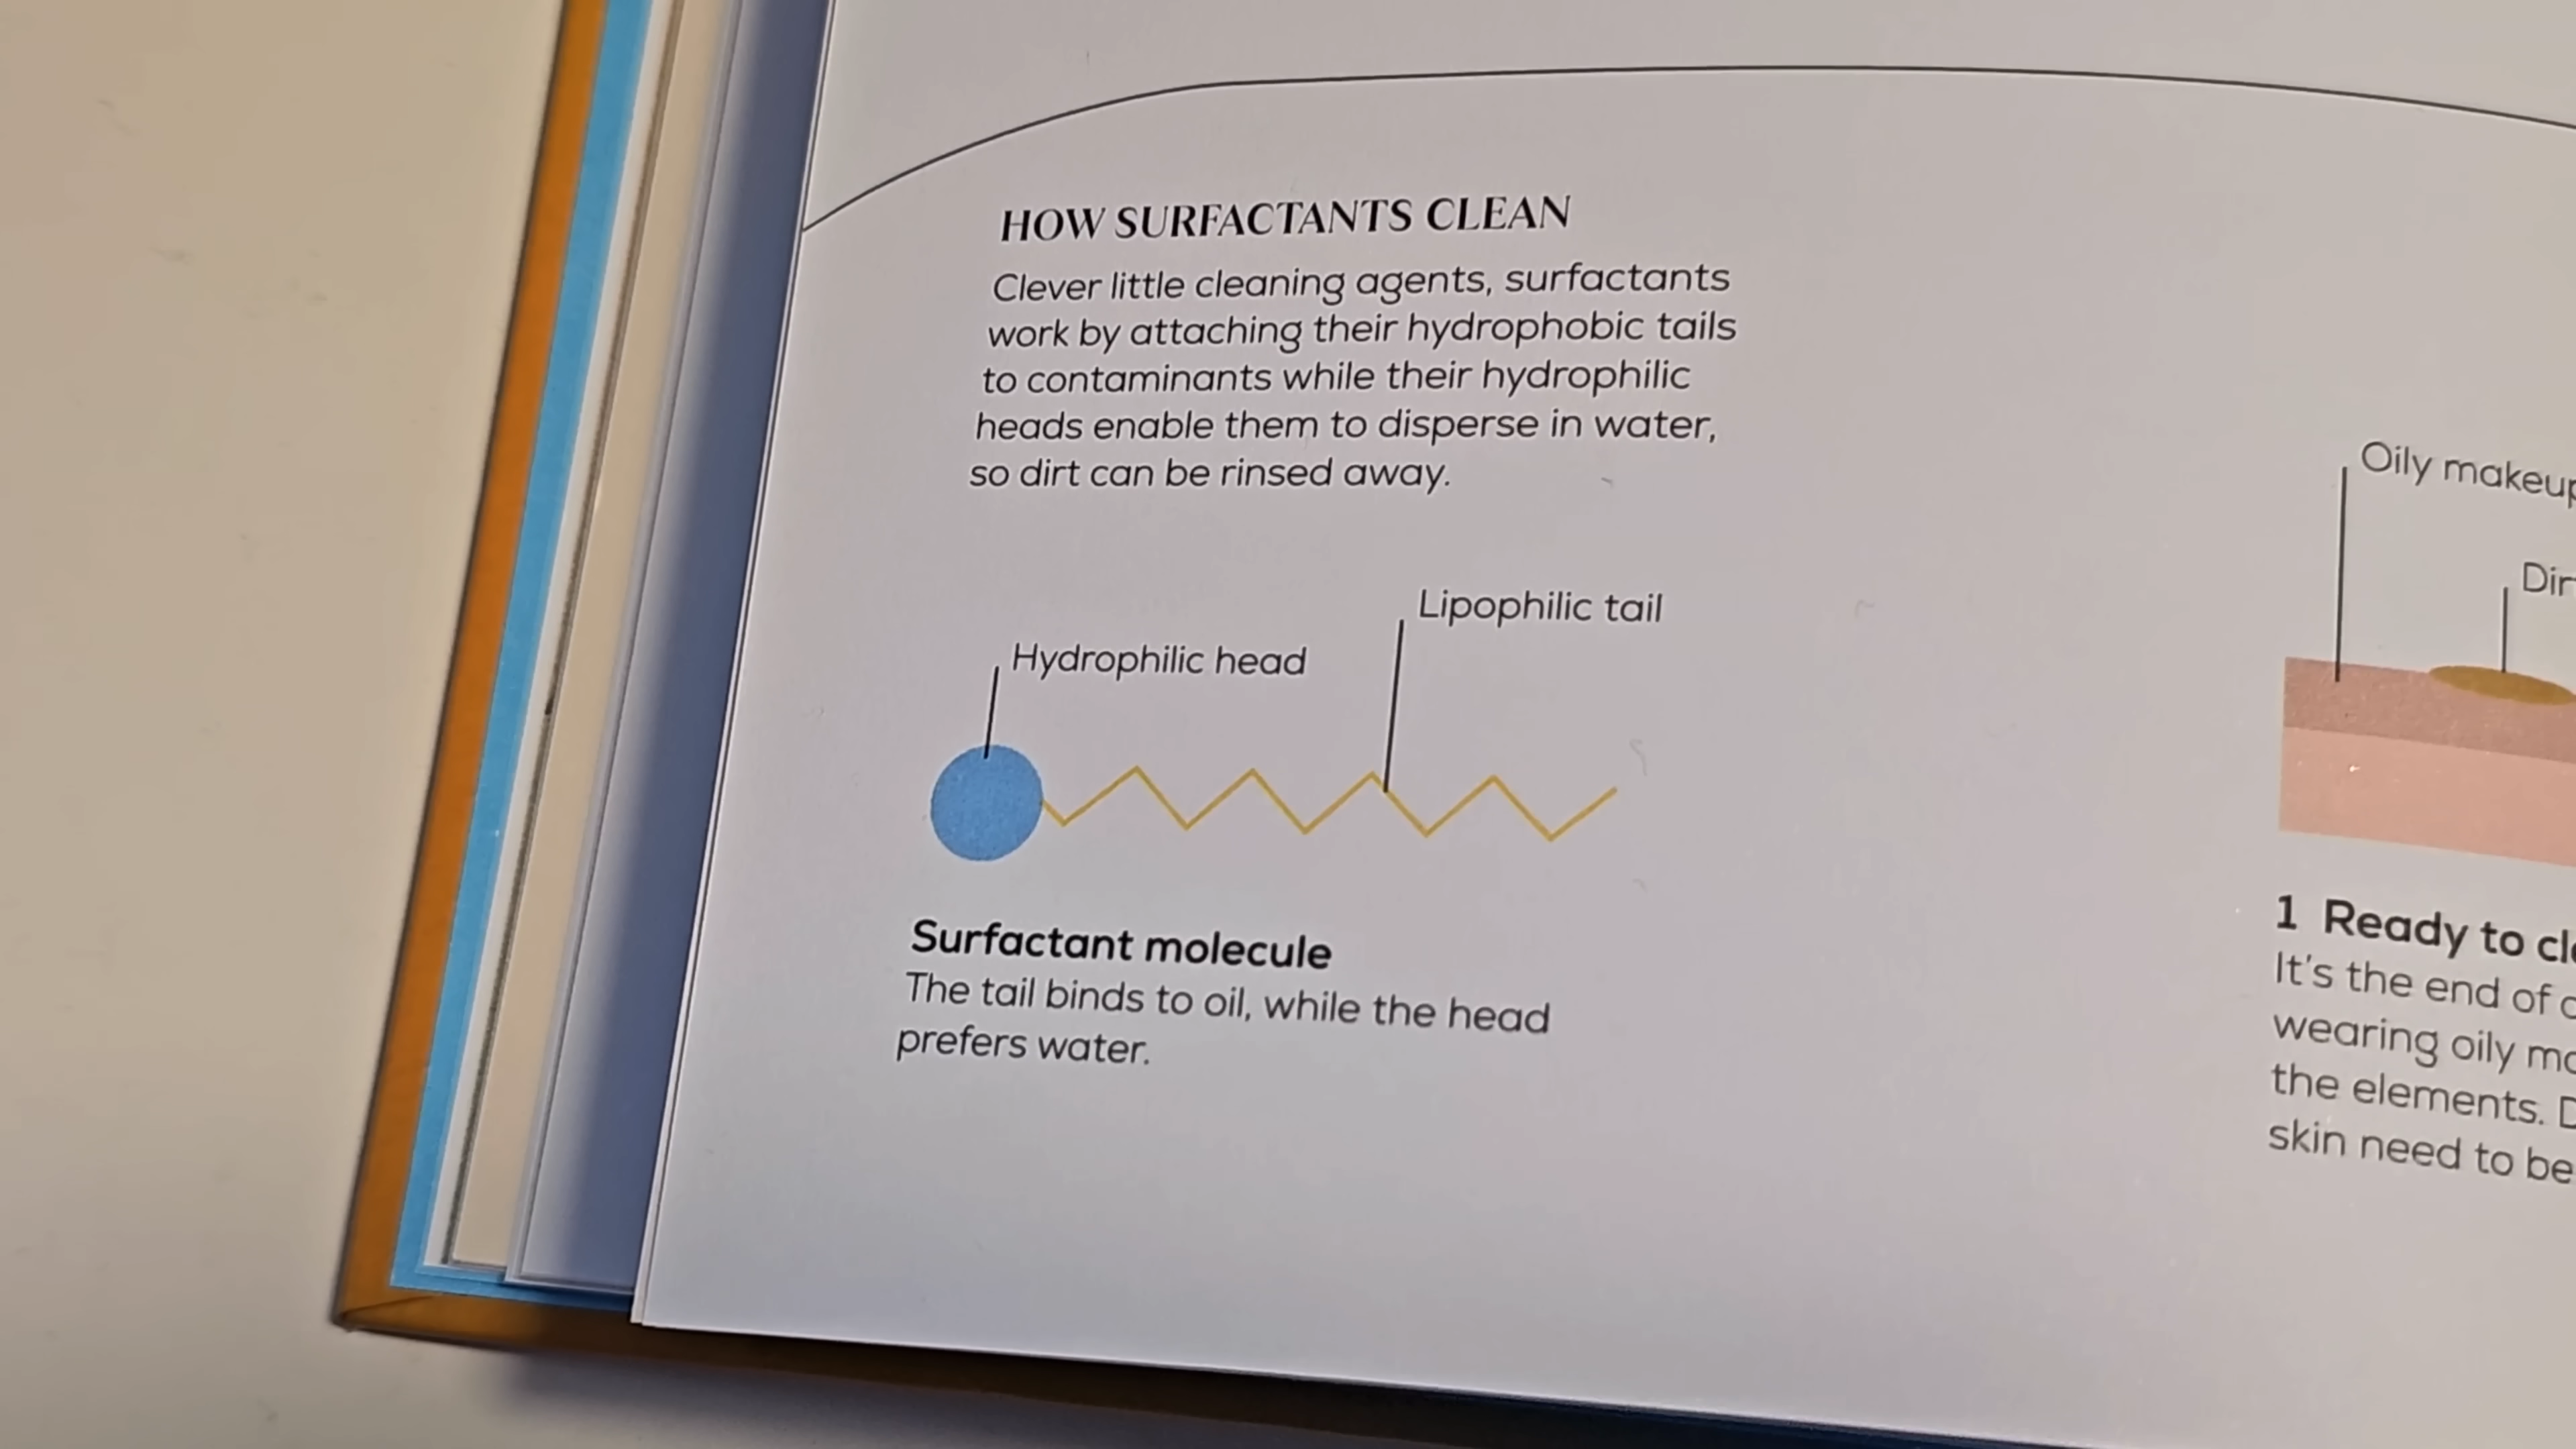 HOW SURFACTANTS CLEAN
Clever little cleaning agents, surfactants
work by attaching their hydrophobic tails
to contaminants while their hydrophilic
heads enable them to disperse in water,
so dirt can be rinsed away.
Hydrophilic head
Lipophilic tail
Surfactant molecule
The tail binds to oil, while the head
prefers water.
Oily makeup
1 Ready to
It's the end of
wearing oily
the elements.
skin need to be